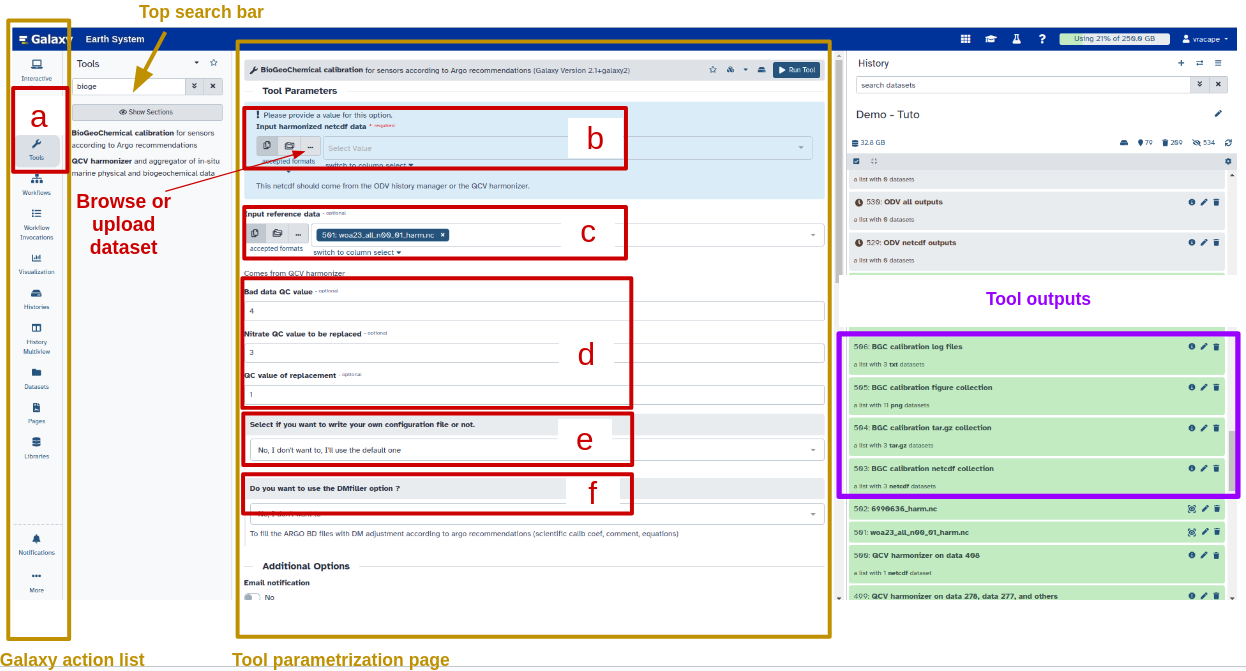 Top search bar
Galaxy Earth System
Using 21% of 250.0 GB
vracape
Interactive
a
Tools
Workflows
Workflow
Invocations
Visualization
Histories
History
Multiview
Datasets
Pages
Libraries
Notifications
More
Galaxy action list
Tools
bioge
Show Sections
BioGeoChemical calibration for sensors
according to Argo recommendations
QCV harmonizer and aggregator of in-situ
marine physical and biogeochemical data
Browse or
upload
dataset
BioGeoChemical calibration for sensors according to Argo recommendations (Galaxy Version 2.1+galaxy2)
Run Tool
Tool Parameters
! Please provide a value for this option.
Input harmonized netcdf data * required
b
... Select Value
accepted formats
switch to column select
This netcdf should come from the ODV history manager or the QCV harmonizer.
Input reference data - optional
c
... 501: woa23_all_n00_01_harm.nc ×
accepted formats
switch to column select
Comes from QCV harmonizer
Bad data QC value - optional
4
Nitrate QC value to be replaced - optional
d
3
QC value of replacement - optional
1
Select if you want to write your own configuration file or not.
e
No, I don't want to, I'll use the default one
Do you want to use the DMfiller option ?
f
No, I don't want to
To fill the ARGO BD files with DM adjustment according to argo recommendations (scientific calib coef, comment, equations)
Additional Options
Email notification
No
Tool parametrization page
History
search datasets
Demo - Tuto
32.8 GB
79 269 534
a list with 0 datasets
530: ODV all outputs
a list with 0 datasets
529: ODV netcdf outputs
a list with 0 datasets
Tool outputs
506: BGC calibration log files
a list with 3 txt datasets
505: BGC calibration figure collection
a list with 11 png datasets
504: BGC calibration tar.gz collection
a list with 3 tar.gz datasets
503: BGC calibration netcdf collection
a list with 3 netcdf datasets
502: 6990636_harm.nc
501: woa23_all_n00_01_harm.nc
500: QCV harmonizer on data 408
a list with 1 netcdf dataset
499: QCV harmonizer on data 278, data 277, and others